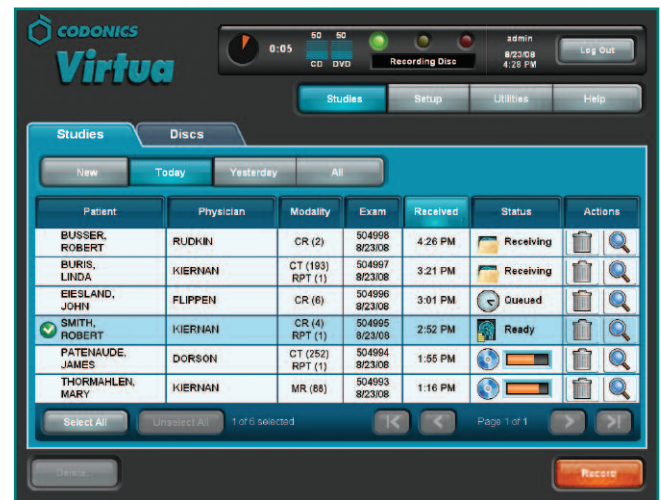 CODONICS
Virtua
0:05
50 50
CD DVD
Recording Disc
admin
8/23/08
4:28 PM
Log Out
Studies Setup Utilities Help
Studies Discs
New Today Yesterday All
Patient Physician Modality Exam Received Status Actions
BUSSER, ROBERT RUDKIN CR (2) 504998 8/23/08 4:26 PM Receiving
BURIS, LINDA KIERNAN CT (193) RPT (1) 504997 8/23/08 3:21 PM Receiving
EIESLAND, JOHN FLIPPEN CR (6) 504996 8/23/08 3:01 PM Queued
SMITH, ROBERT KIERNAN CR (4) RPT (1) 504995 8/23/08 2:52 PM Ready
PATENAUDE, JAMES DORSON CT (252) RPT (1) 504994 8/23/08 1:55 PM
THORMAHLEN, MARY KIERNAN MR (88) 504993 8/23/08 1:16 PM
Select All Unselect All 1 of 6 selected Page 1 of 1
Delete... Record